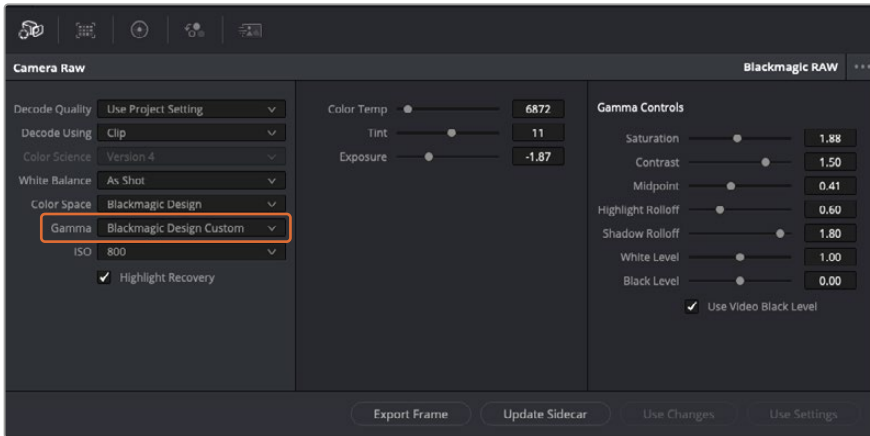 Camera Raw
Blackmagic RAW
Decode Quality Use Project Setting
Decode Using Clip
Color Science Version 4
White Balance As Shot
Color Space Blackmagic Design
Gamma Blackmagic Design Custom
ISO 800
Highlight Recovery
Color Temp 6872
Tint 11
Exposure -1.87
Gamma Controls
Saturation 1.88
Contrast 1.50
Midpoint 0.41
Highlight Rolloff 0.60
Shadow Rolloff 1.80
White Level 1.00
Black Level 0.00
Use Video Black Level
Export Frame
Update Sidecar
Use Changes
Use Settings